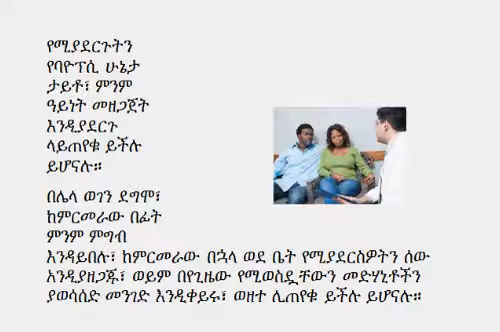 የሚያደርጉትን
የባዮፕሲ ሁኔታ
ታይቶ፣ ምንም
ዓይነት መዘጋጀት
እንዲያደርጉ
ላይጠየቁ ይችሉ
ይሆናሉ።
በሌላ ወገን ደግሞ፣
ከምርመራው በፊት
ምንም ምግብ
እንዳይበሉ፣ ከምርመራው በኋላ ወደ ቤት የሚያደርስዎትን ሰው
አንዲያዘጋጁ፣ ወይም በየጊዜው የሚወስዷቸውን መድሃኒቶችን
ያወሳሰድ መንገድ እንዲቀይሩ፣ ወዘተ ሊጠየቁ ይችሉ ይሆናሉ።